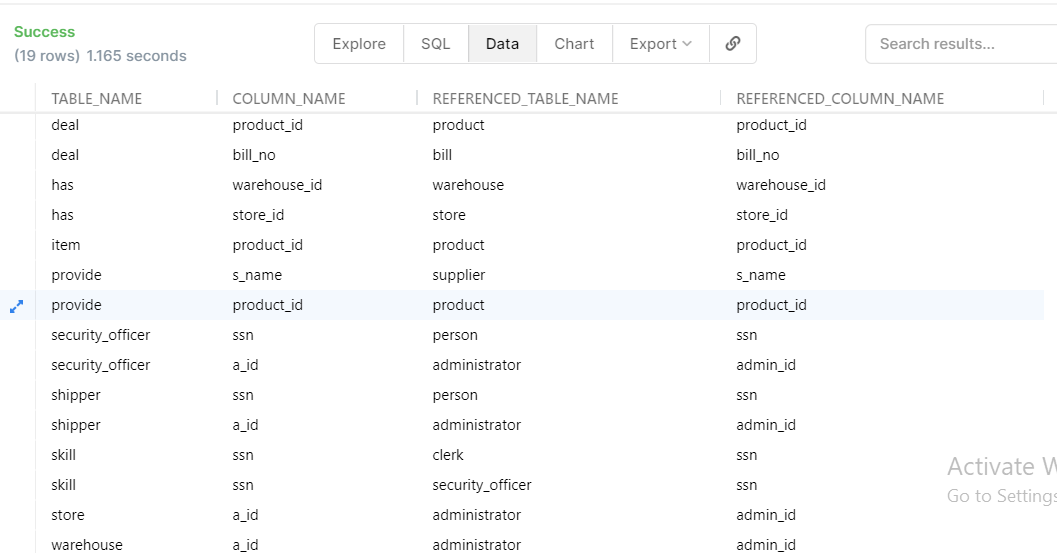 Success
(19 rows) 1.165 seconds
Explore SQL Data Chart Export
Search results...
TABLE_NAME COLUMN_NAME REFERENCED_TABLE_NAME REFERENCED_COLUMN_NAME
deal product_id product product_id
deal bill_no bill bill_no
has warehouse_id warehouse warehouse_id
has store_id store store_id
item product_id product product_id
provide s_name supplier s_name
provide product_id product product_id
security_officer ssn person ssn
security_officer a_id administrator admin_id
shipper ssn person ssn
shipper a_id administrator admin_id
skill ssn clerk ssn
skill ssn security_officer ssn
store a_id administrator admin_id
warehouse a_id administrator admin_id
Activate W
Go to Settings